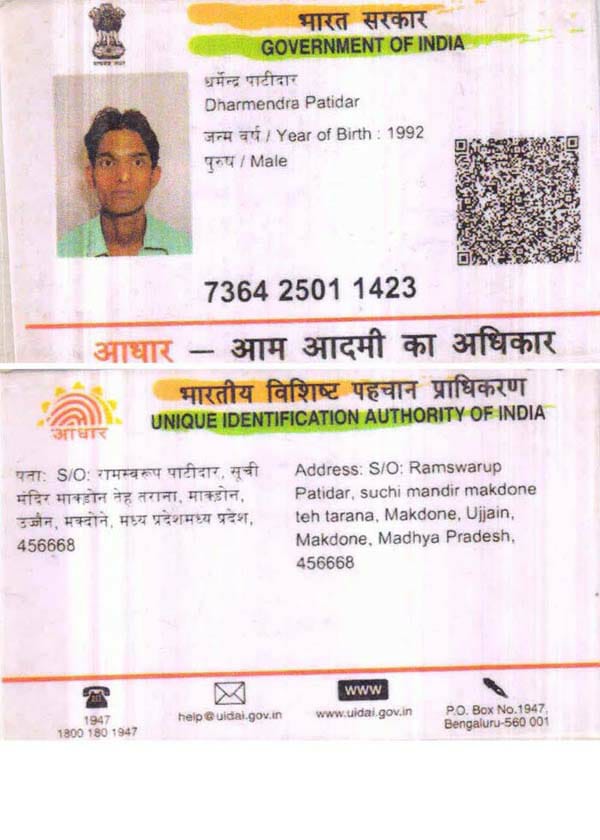 भारत सरकार
GOVERNMENT OF INDIA
धर्मेन्द्र पाटीदार
Dharmendra Patidar
जन्म वर्ष / Year of Birth : 1992
पुरुष / Male
7364 2501 1423
आधार — आम आदमी का अधिकार
भारतीय विशिष्ट पहचान प्राधिकरण
UNIQUE IDENTIFICATION AUTHORITY OF INDIA
आधार
पता: S/O: रामस्वरूप पाटीदार, सूची
मंदिर माकड़ोन तेह तराना, माकड़ोन,
उज्जैन, मक्दोने, मध्य प्रदेशमध्य प्रदेश,
456668
Address: S/O: Ramswarup
Patidar, suchi mandir makdone
teh tarana, Makdone, Ujjain,
Makdone, Madhya Pradesh,
456668
1947
1800 180 1947
help@uidai.gov.in
WWW
www.uidai.gov.in
P.O. Box No.1947,
Bengaluru-560 001